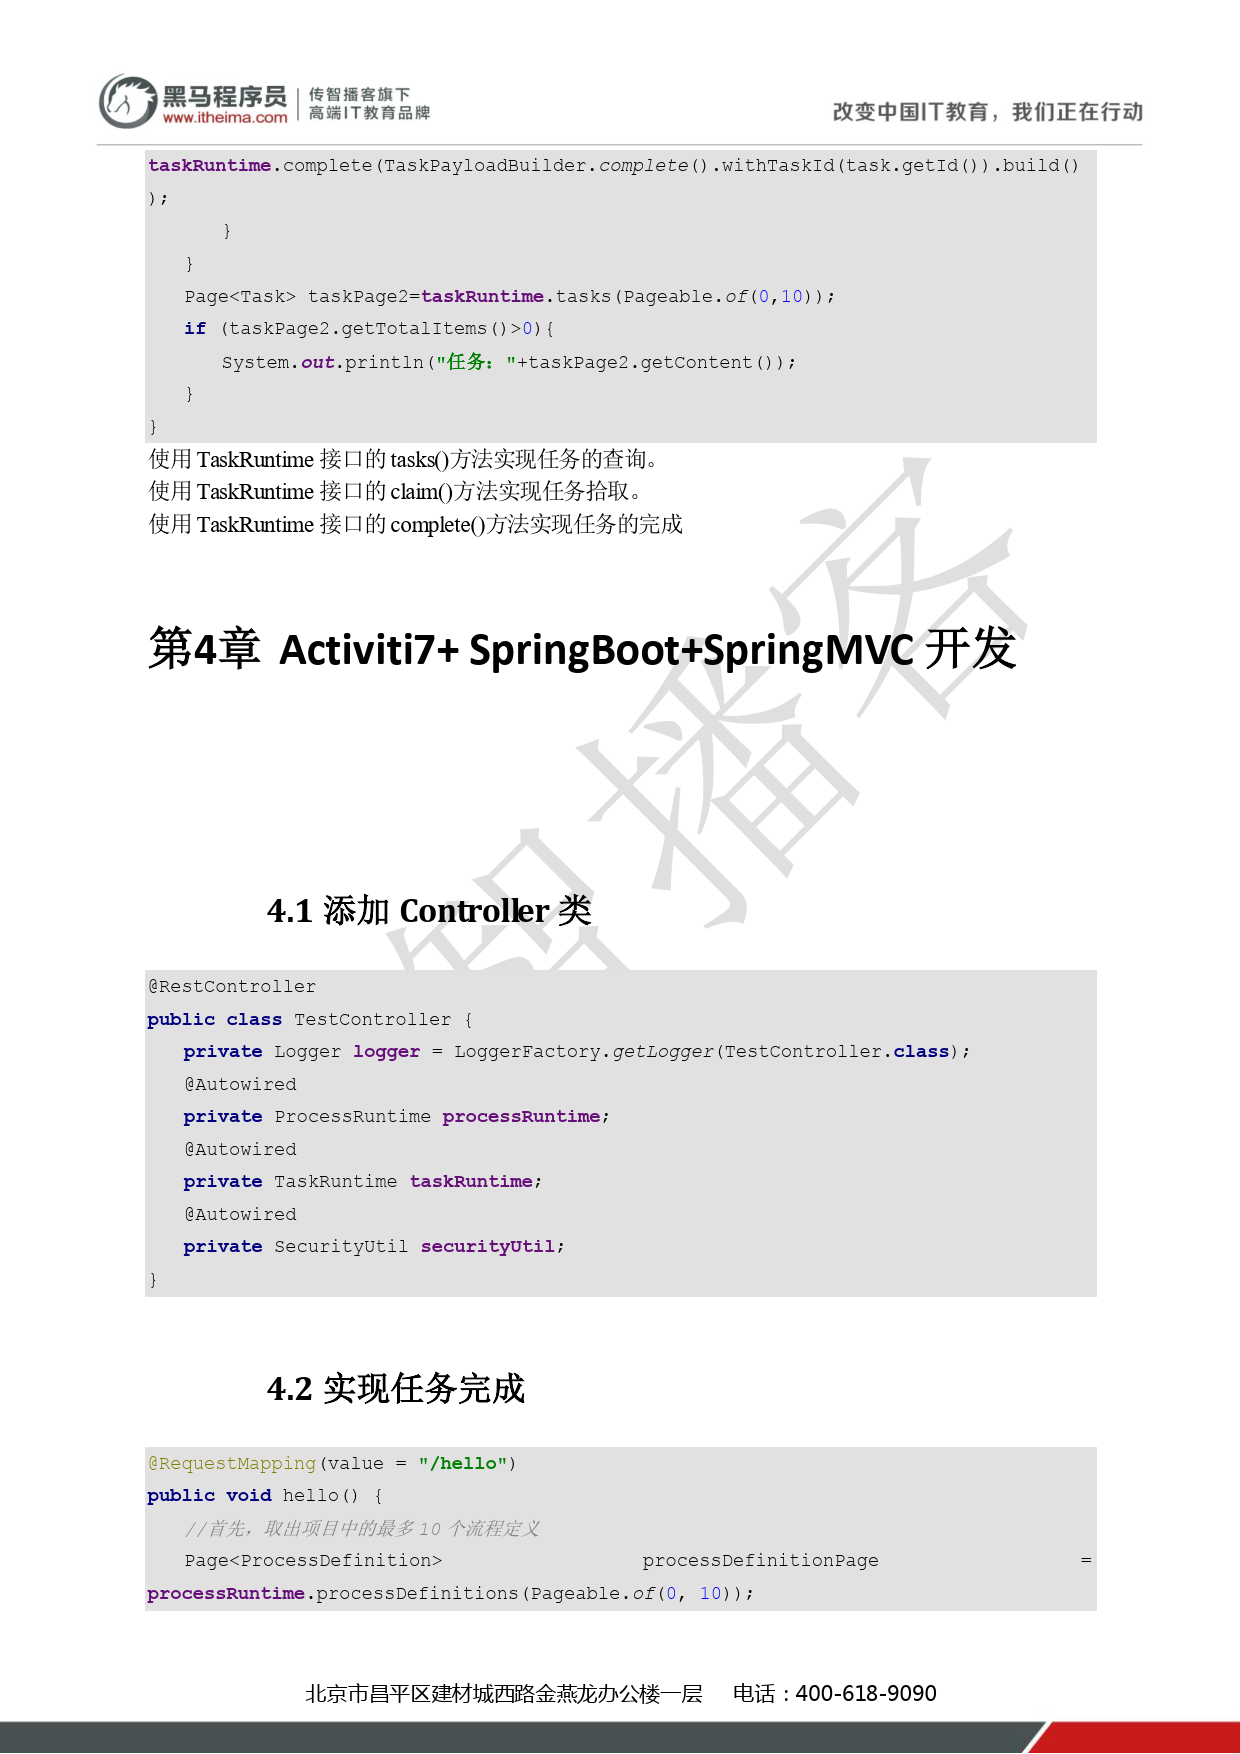 黑马程序员
www.itheima.com
传智播客旗下
高端IT教育品牌
改变中国IT教育，我们正在行动
taskRuntime.complete(TaskPayloadBuilder.complete().withTaskId(task.getId()).build()
);
}
}
Page<Task> taskPage2=taskRuntime.tasks(Pageable.of(0,10));
if (taskPage2.getTotalItems()>0){
System.out.println("任务："+taskPage2.getContent());
}
}
使用 TaskRuntime 接口的 tasks()方法实现任务的查询。
使用 TaskRuntime 接口的 claim()方法实现任务拾取。
使用 TaskRuntime 接口的 complete()方法实现任务的完成
第4章 Activiti7+ SpringBoot+SpringMVC 开发
4.1 添加 Controller 类
@RestController
public class TestController {
private Logger logger = LoggerFactory.getLogger(TestController.class);
@Autowired
private ProcessRuntime processRuntime;
@Autowired
private TaskRuntime taskRuntime;
@Autowired
private SecurityUtil securityUtil;
}
4.2 实现任务完成
@RequestMapping(value = "/hello")
public void hello() {
//首先，取出项目中的最多 10 个流程定义
Page<ProcessDefinition> processDefinitionPage =
processRuntime.processDefinitions(Pageable.of(0, 10));
智播客
北京市昌平区建材城西路金燕龙办公楼一层 电话：400-618-9090